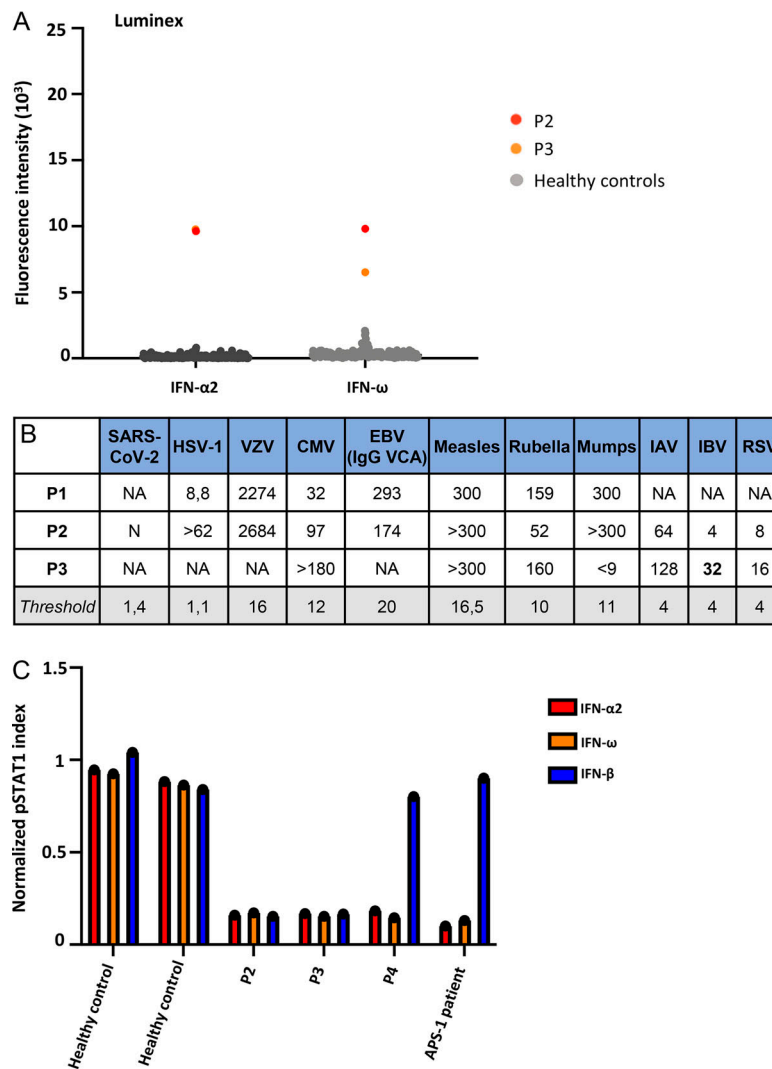 A
Luminex
Fluorescence intensity (10³)
25
20
15
10
5
0
IFN-α2
IFN-ω
P2
P3
Healthy controls
B
SARS-CoV-2 HSV-1 VZV CMV EBV (IgG VCA) Measles Rubella Mumps IAV IBV RSV
P1 NA 8,8 2274 32 293 300 159 300 NA NA NA
P2 N >62 2684 97 174 >300 52 >300 64 4 8
P3 NA NA NA >180 NA >300 160 <9 128 32 16
Threshold 1,4 1,1 16 12 20 16,5 10 11 4 4 4
C
Normalized pSTAT1 index
1.5
1
0.5
0
Healthy control
Healthy control
P2
P3
P4
APS-1 patient
IFN-α2
IFN-ω
IFN-β